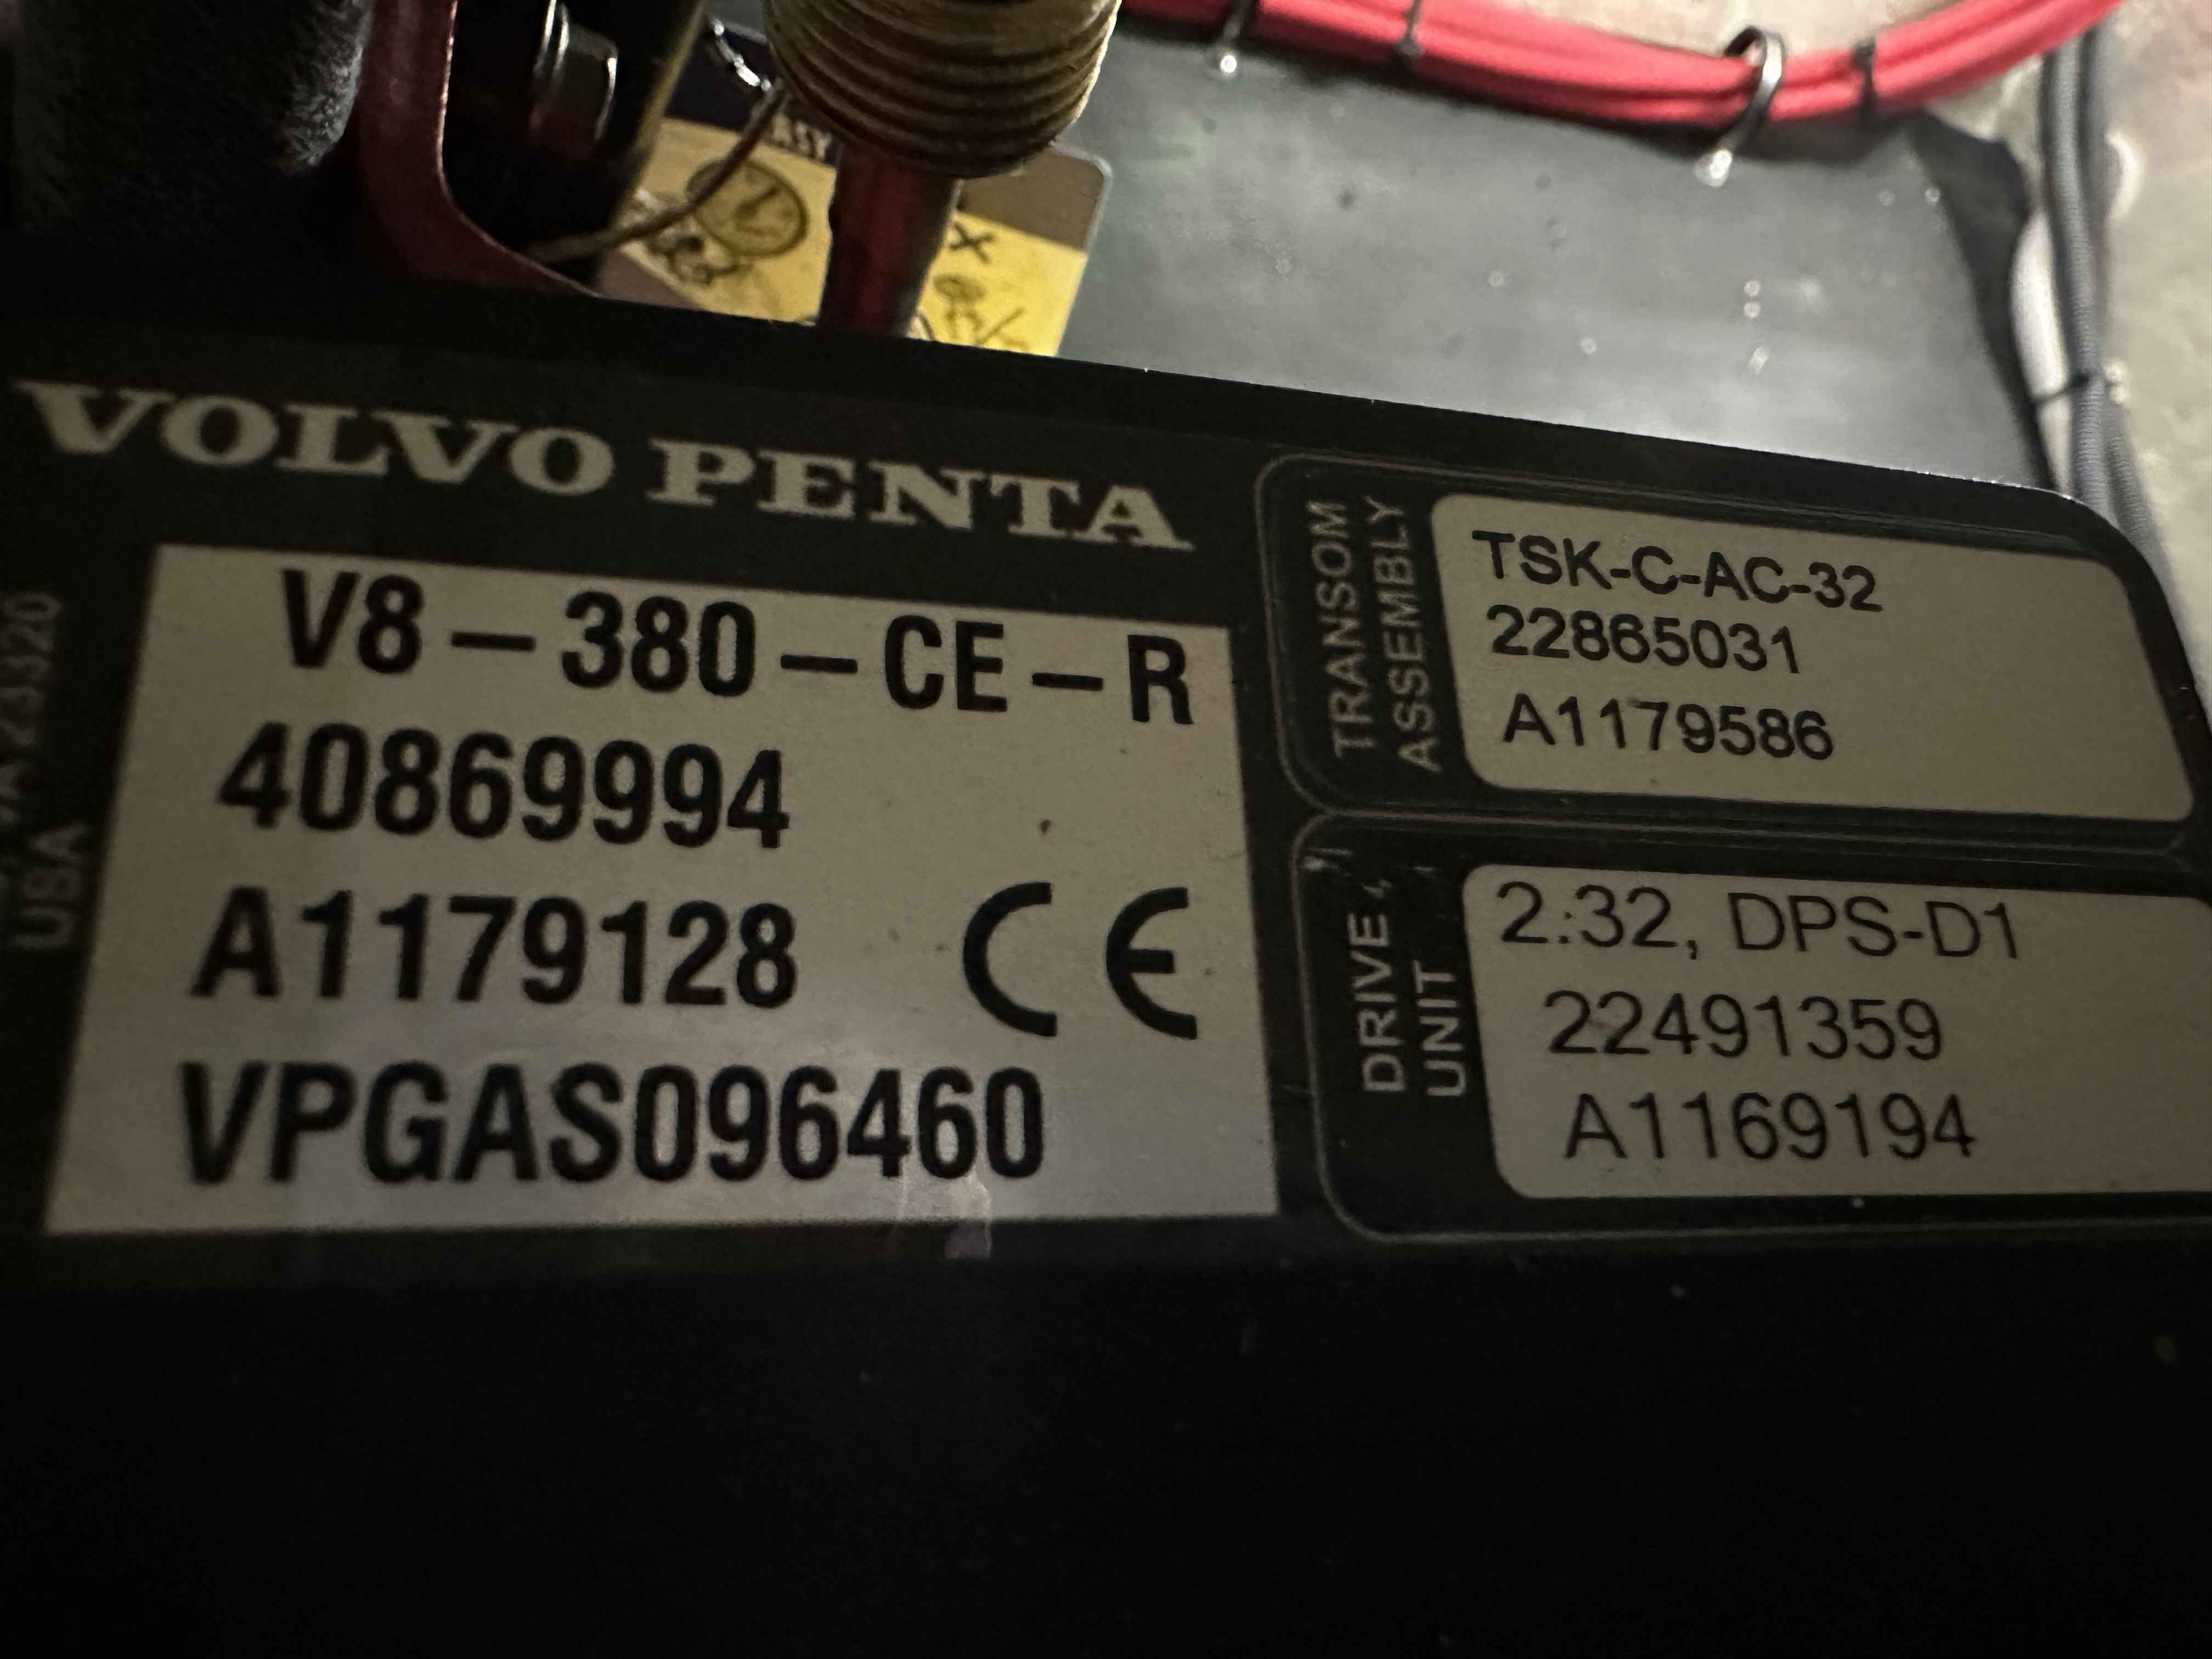 VOLVO PENTA
V8-380-CE-R
40869994
A1179128 CE
VPGAS096460
USA
TRANSOM
ASSEMBLY
TSK-C-AC-32
22865031
A1179586
DRIVE
UNIT
2:32, DPS-D1
22491359
A1169194